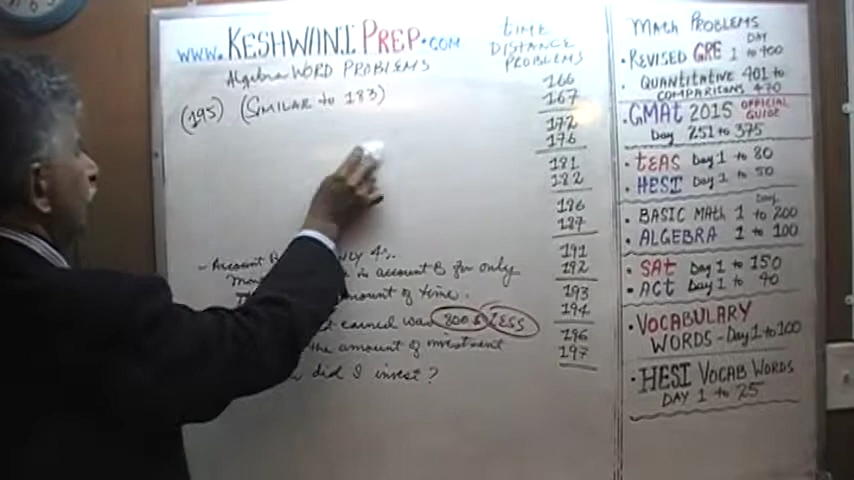 www.KESHWANI PREP.COM
Algebra WORD PROBLEMS
(195) (SIMILAR to 183)
- Account B only 4%.
in account B for only
amount of time.
earned was 800 $ LESS
the amount of investment
did I invest?
time
DISTANCE
PROBLEMS
166
167
172
176
181
182
186
187
191
192
193
194
196
197
MATH PROBLEMS
• REVISED GRE DAY 1 to 400
• QUANTITATIVE 401 to
COMPARISONS 470
• GMAT 2015 OFFICIAL GUIDE
Day 251 to 375
• TEAS Day 1 to 80
• HESI Day 1 to 50
• BASIC MATH Day 1 to 200
• ALGEBRA 1 to 100
• SAT Day 1 to 150
• ACT Day 1 to 40
• VOCABULARY
WORDS - Day 1 to 100
• HESI VOCAB WORDS
DAY 1 to 25